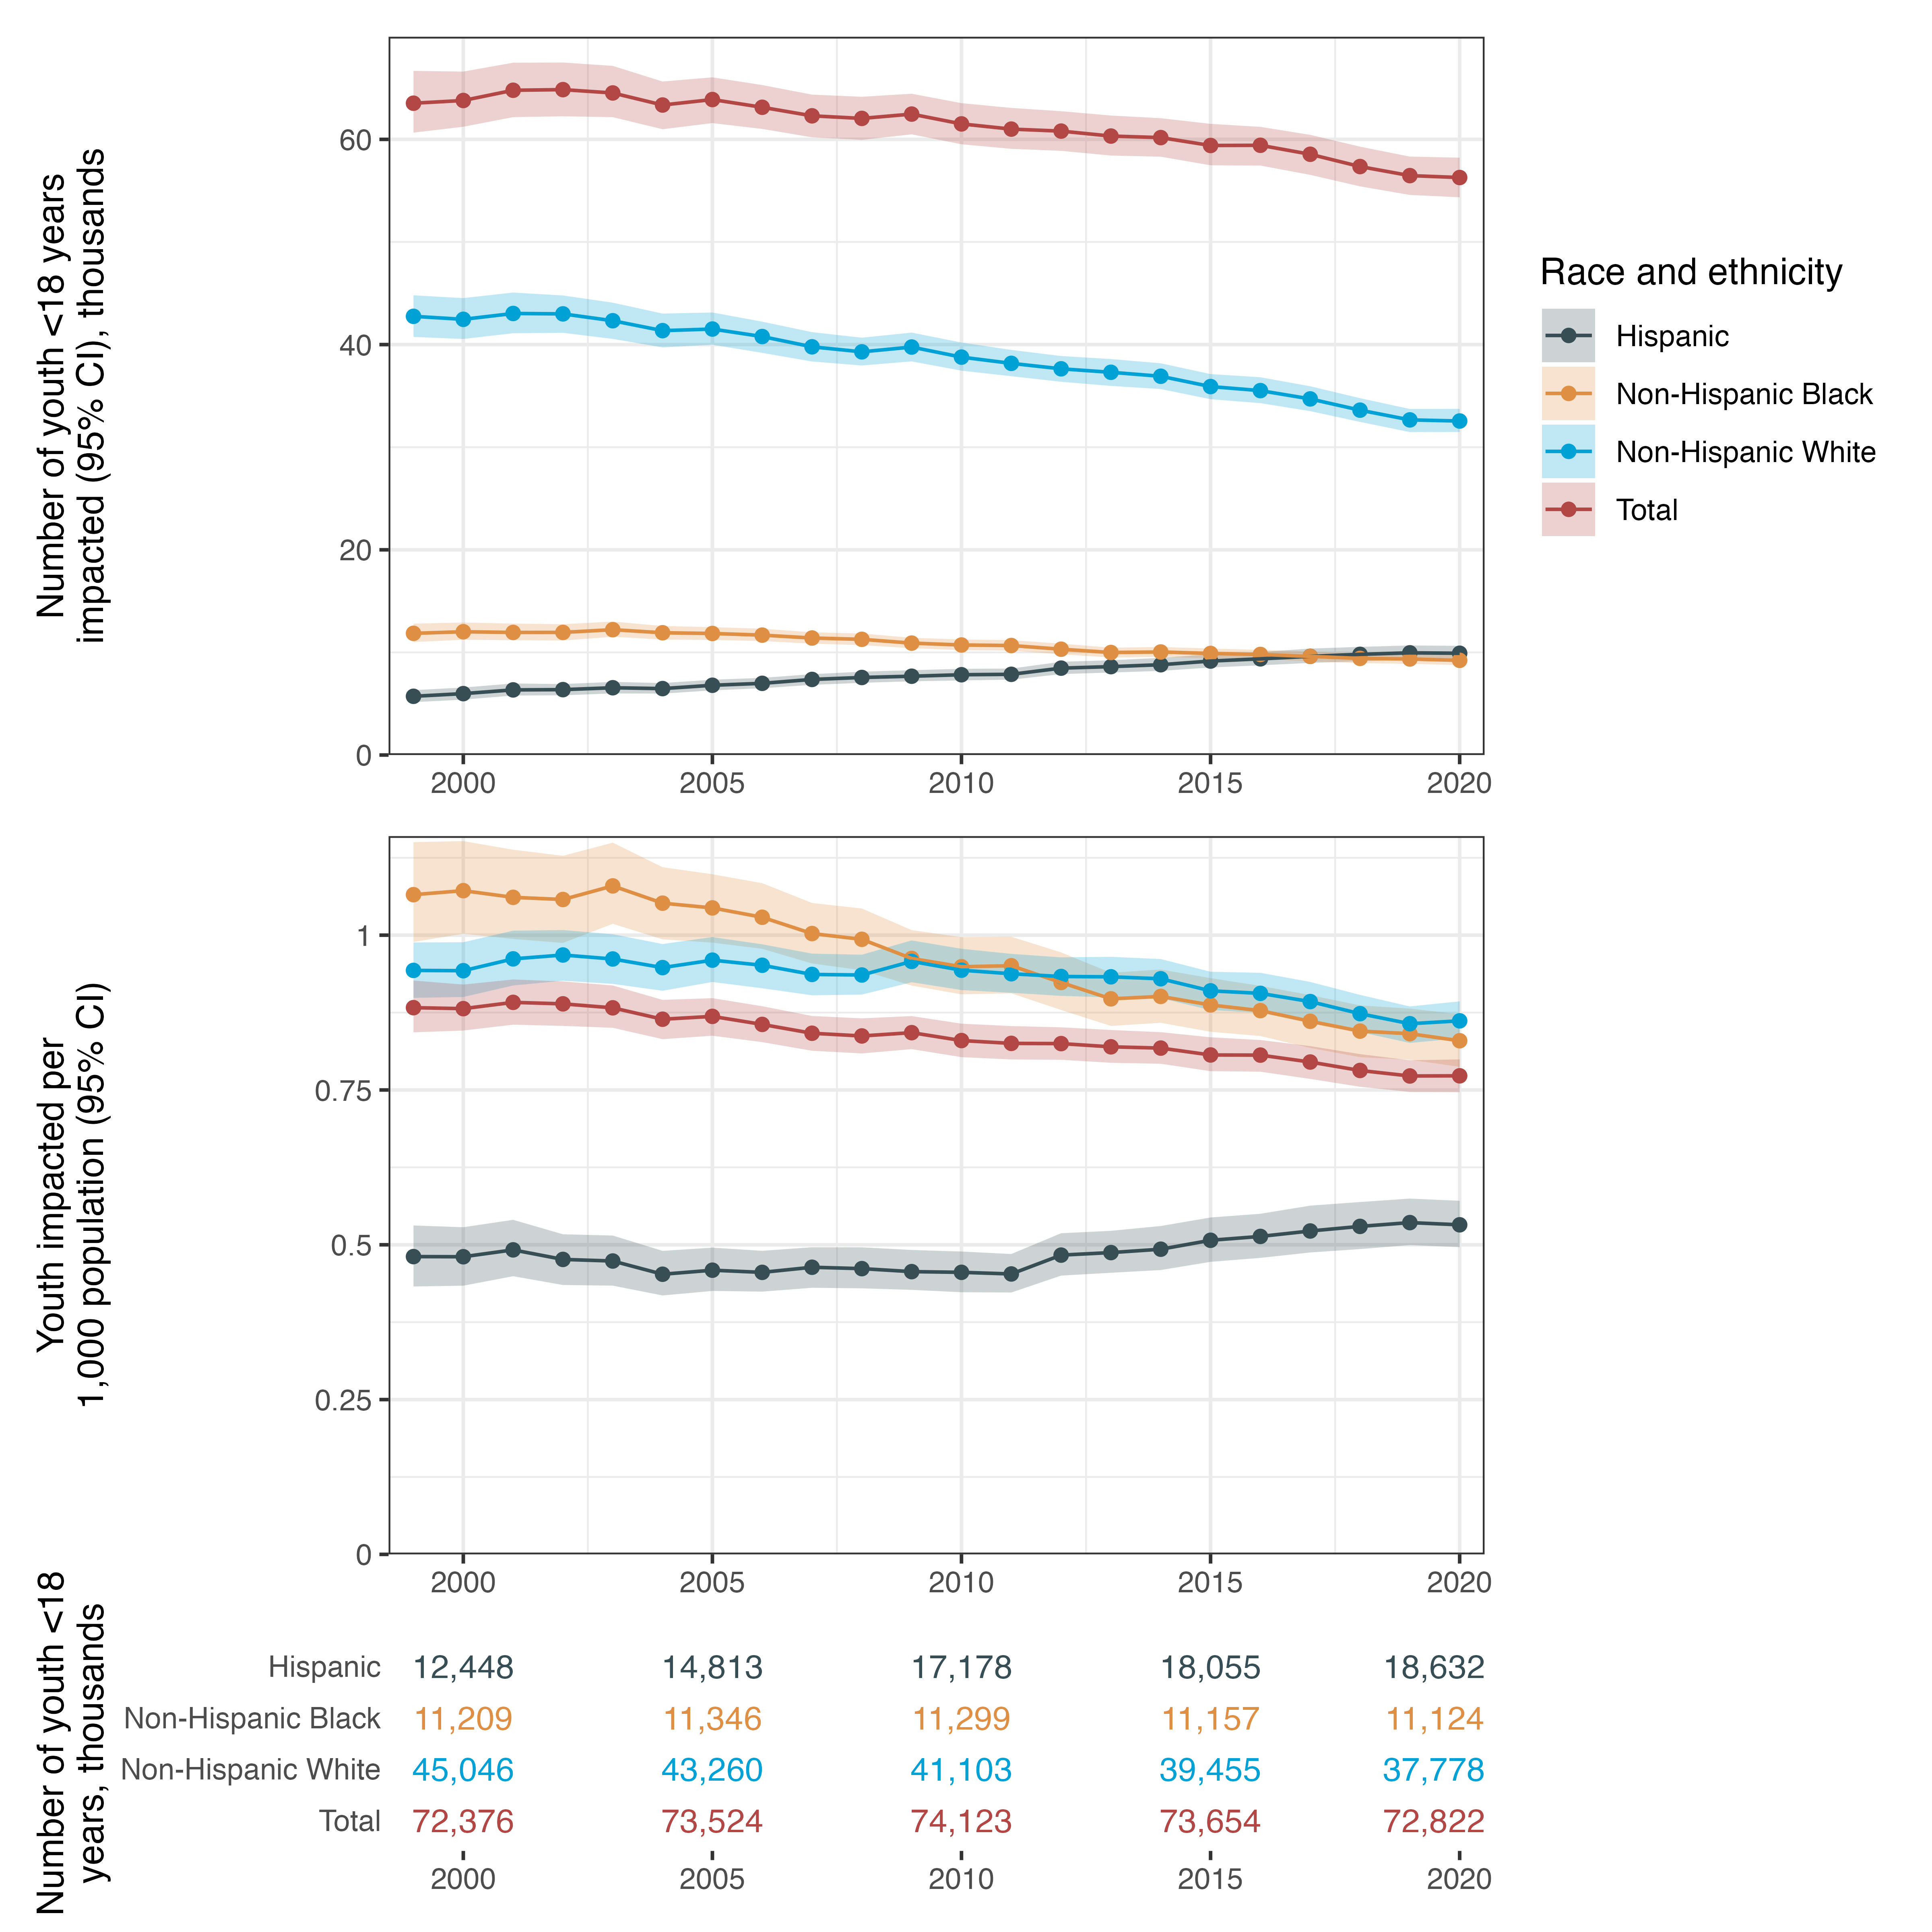 Number of youth <18 years
impacted (95% CI), thousands
60
40
20
0
2000 2005 2010 2015 2020
Race and ethnicity
Hispanic
Non-Hispanic Black
Non-Hispanic White
Total
Youth impacted per
1,000 population (95% CI)
1
0.75
0.5
0.25
0
2000 2005 2010 2015 2020
Number of youth <18
years, thousands
Hispanic 12,448 14,813 17,178 18,055 18,632
Non-Hispanic Black 11,209 11,346 11,299 11,157 11,124
Non-Hispanic White 45,046 43,260 41,103 39,455 37,778
Total 72,376 73,524 74,123 73,654 72,822
2000 2005 2010 2015 2020